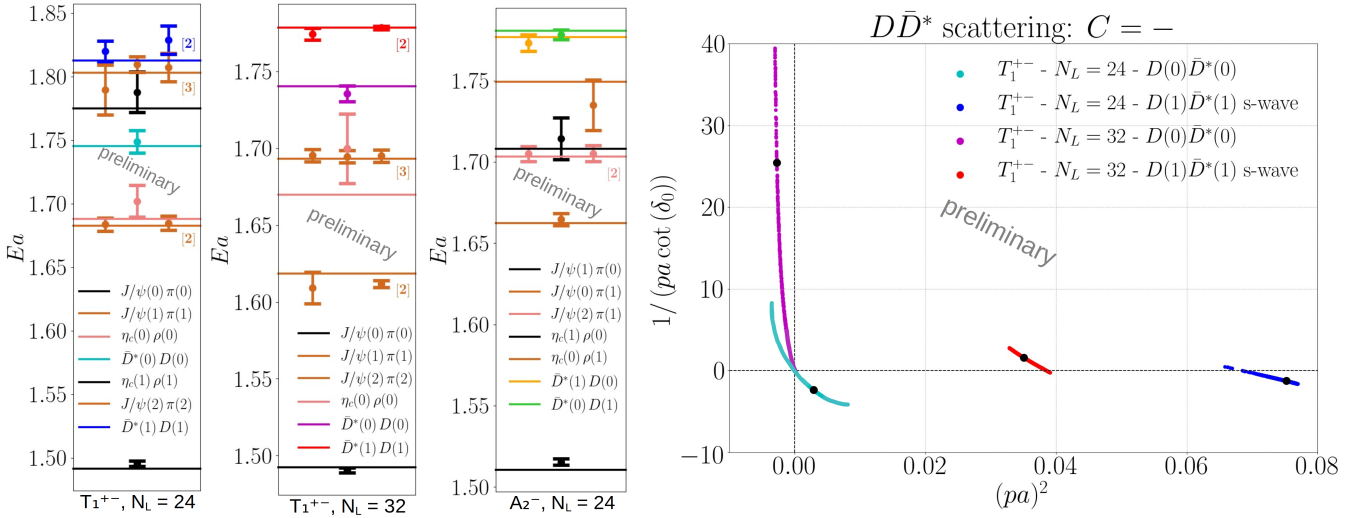 Ea
1.85
1.80
1.75
1.70
1.65
1.60
1.55
1.50
[2]
[3]
[2]
preliminary
J/ψ(0) π(0)
J/ψ(1) π(1)
η_c(0) ρ(0)
D̄*(0) D(0)
η_c(1) ρ(1)
J/ψ(2) π(2)
D̄*(1) D(1)
T₁⁺⁻, N_L = 24
Ea
1.75
1.70
1.65
1.60
1.55
1.50
[2]
[3]
[2]
preliminary
J/ψ(0) π(0)
J/ψ(1) π(1)
J/ψ(2) π(2)
η_c(0) ρ(0)
D̄*(0) D(0)
D̄*(1) D(1)
T₁⁺⁻, N_L = 32
Ea
1.75
1.70
1.65
1.60
1.55
1.50
[2]
preliminary
J/ψ(1) π(0)
J/ψ(0) π(1)
J/ψ(2) π(1)
η_c(1) ρ(0)
η_c(0) ρ(1)
D̄*(1) D(0)
D̄*(0) D(1)
A₂⁻, N_L = 24
DD̄* scattering: C = −
T₁⁺⁻ - N_L = 24 - D(0)D̄*(0)
T₁⁺⁻ - N_L = 24 - D(1)D̄*(1) s-wave
T₁⁺⁻ - N_L = 32 - D(0)D̄*(0)
T₁⁺⁻ - N_L = 32 - D(1)D̄*(1) s-wave
preliminary
1/(pa cot (δ₀))
40
30
20
10
0
−10
0.00
0.02
0.04
0.06
0.08
(pa)²